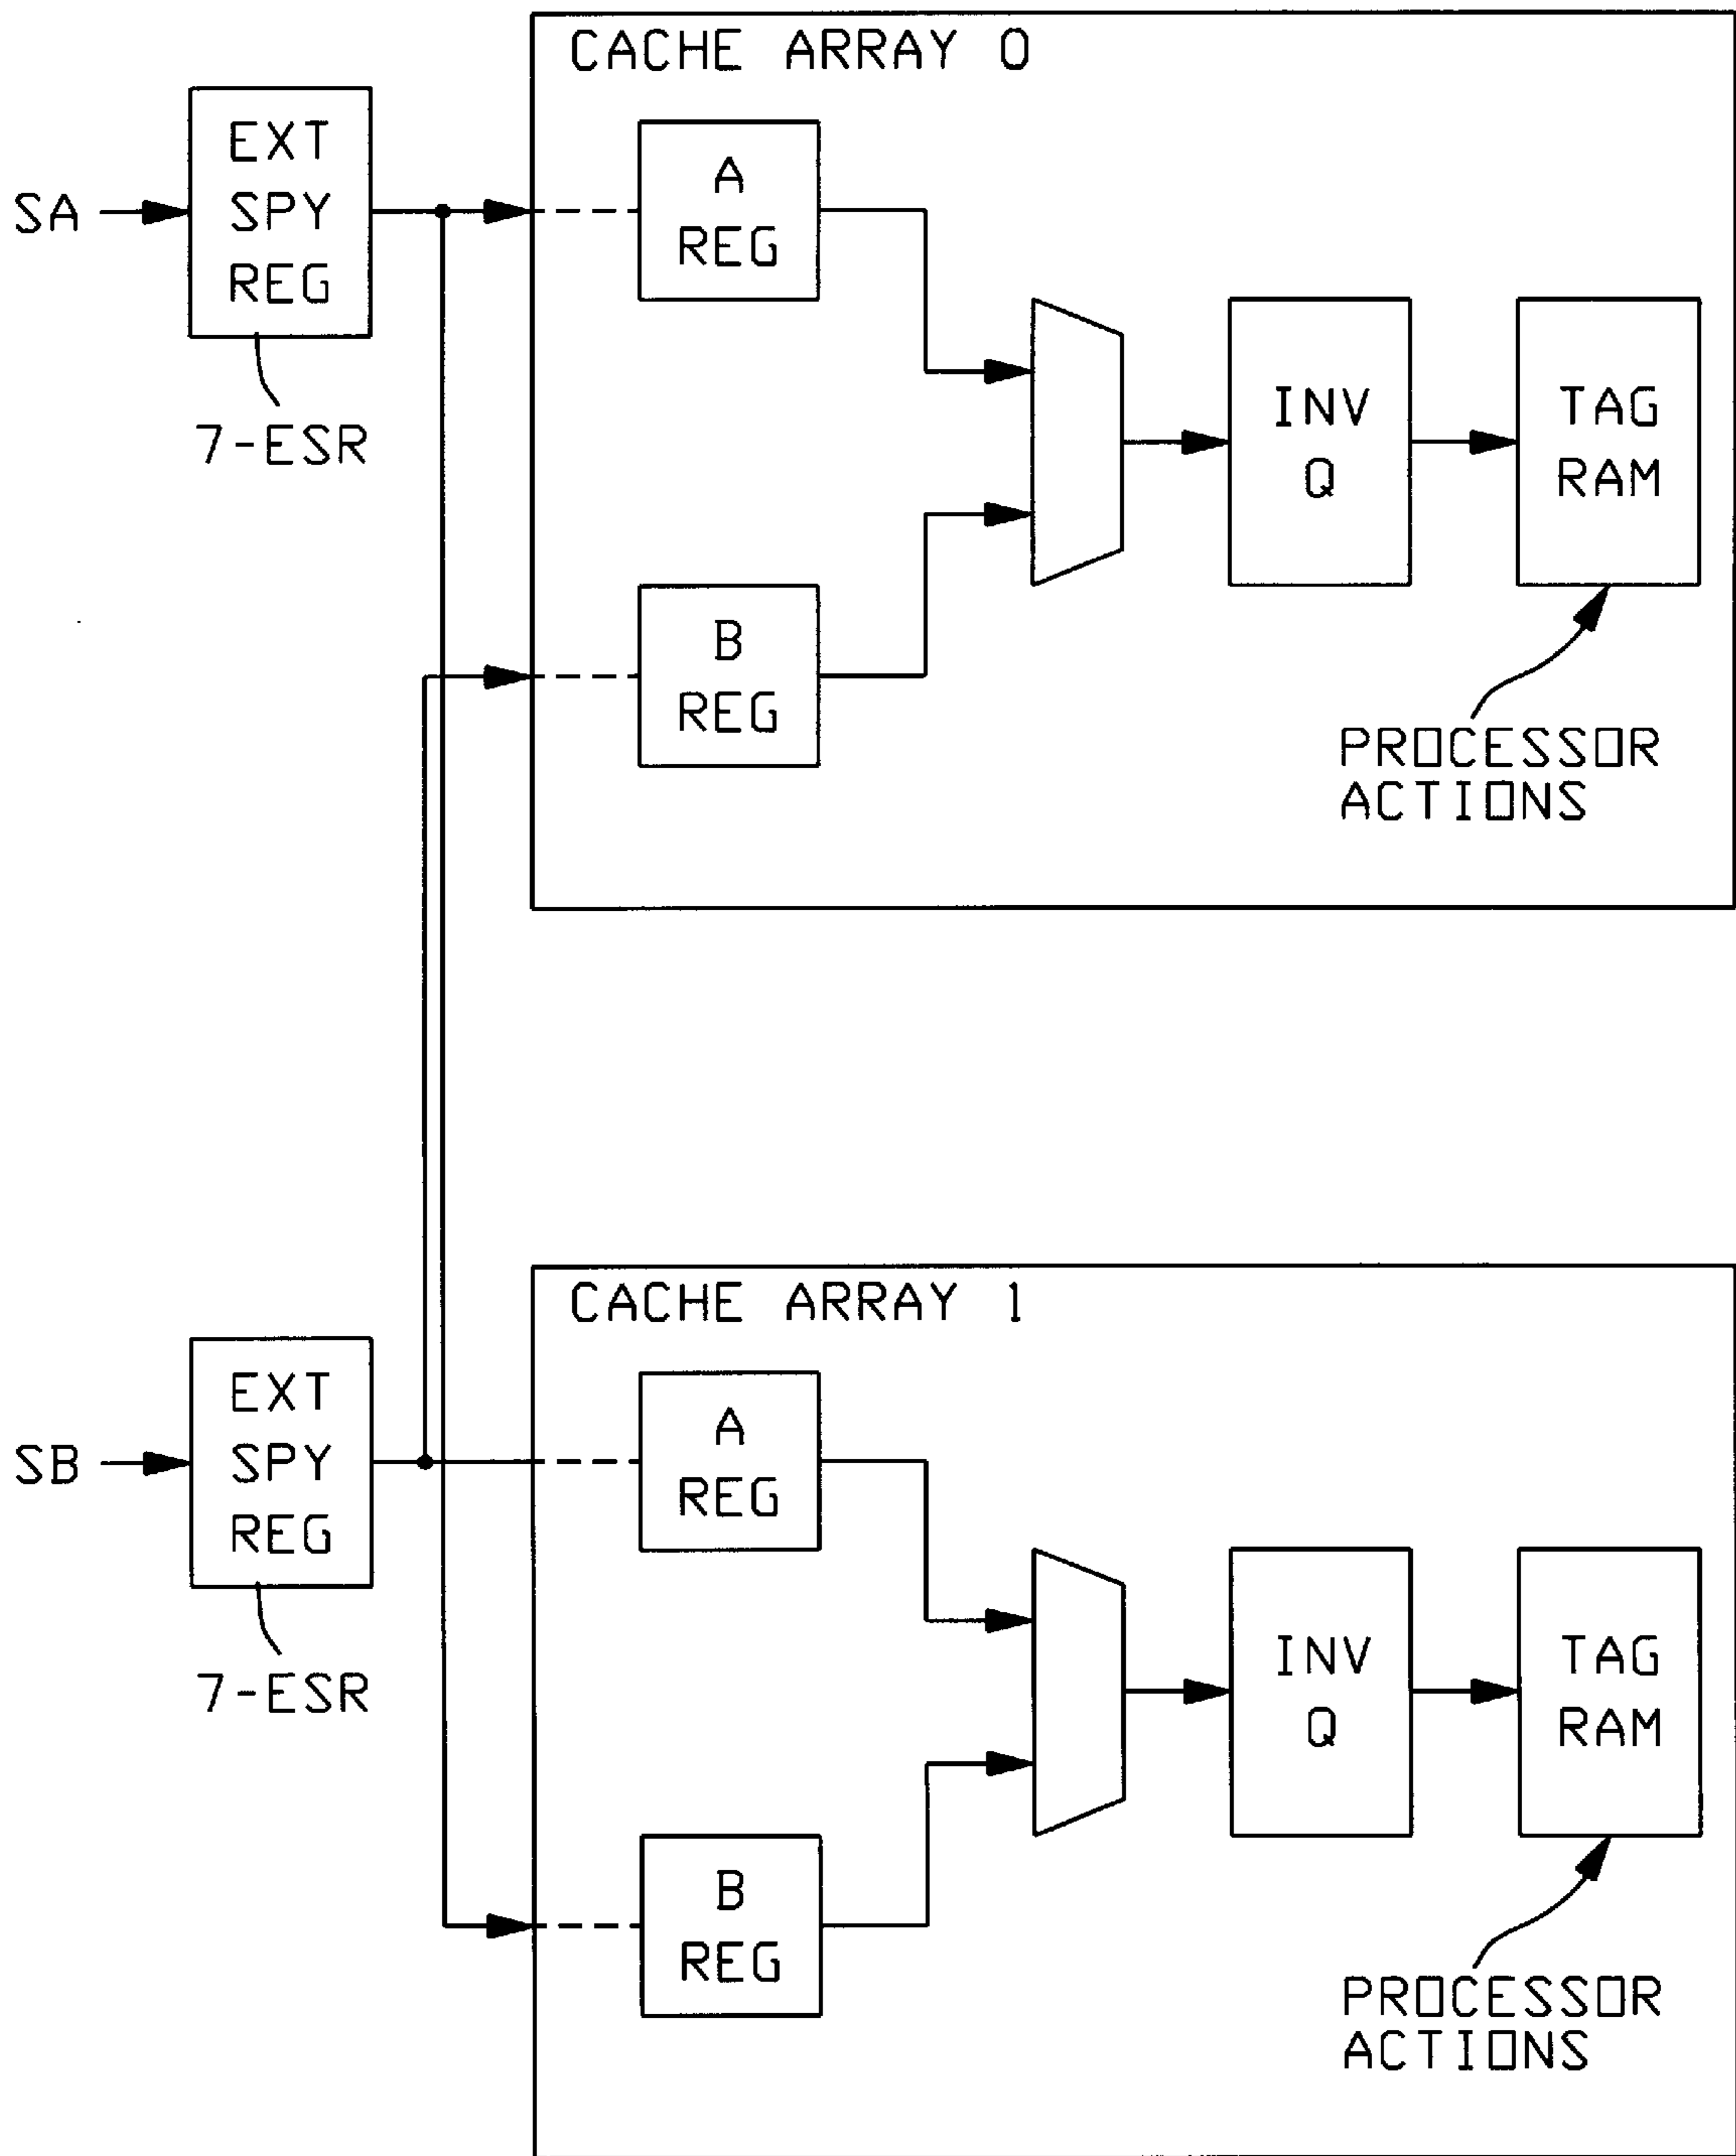 CACHE ARRAY 0
EXT
SPY
REG
SA
7-ESR
A
REG
B
REG
INV
Q
TAG
RAM
PROCESSOR
ACTIONS
CACHE ARRAY 1
EXT
SPY
REG
SB
7-ESR
A
REG
B
REG
INV
Q
TAG
RAM
PROCESSOR
ACTIONS